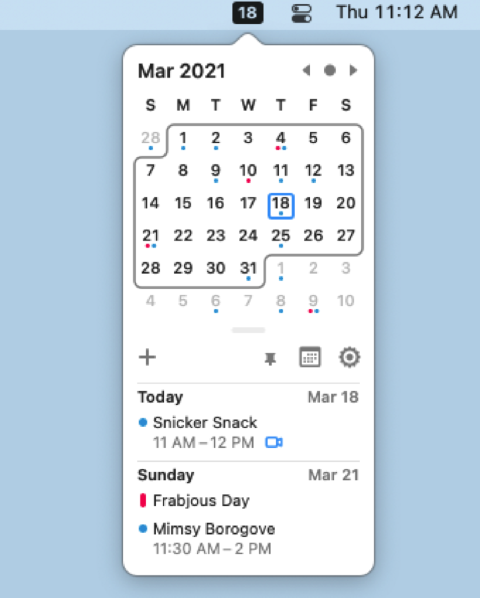 18 Thu 11:12 AM
Mar 2021
S M T W T F S
28 1 2 3 4 5 6
7 8 9 10 11 12 13
14 15 16 17 18 19 20
21 22 23 24 25 26 27
28 29 30 31 1 2 3
4 5 6 7 8 9 10
Today Mar 18
Snicker Snack
11 AM – 12 PM
Sunday Mar 21
Frabjous Day
Mimsy Borogove
11:30 AM – 2 PM